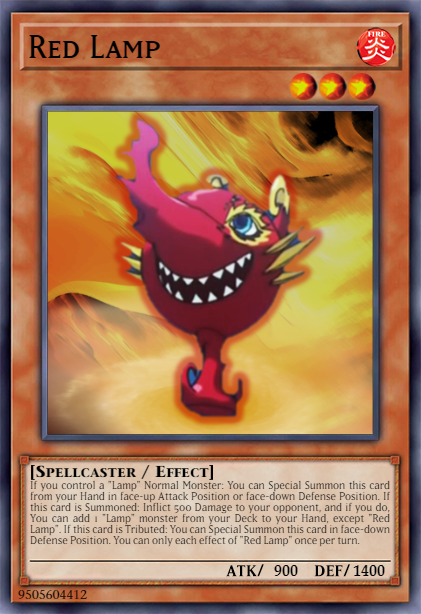 RED LAMP
FIRE
炎
[SPELLCASTER / EFFECT]
If you control a "Lamp" Normal Monster: You can Special Summon this card
from your Hand in face-up Attack Position or face-down Defense Position. If
this card is Summoned: Inflict 500 Damage to your opponent, and if you do,
You can add 1 "Lamp" monster from your Deck to your Hand, except "Red
Lamp". If this card is Tributed: You can Special Summon this card in face-down
Defense Position. You can only each effect of "Red Lamp" once per turn.
ATK/ 900 DEF/1400
9505604412